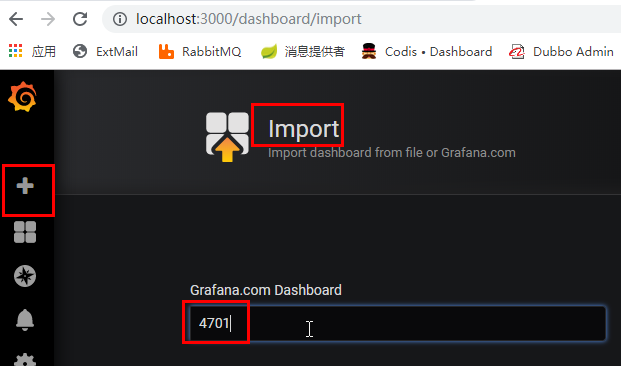 localhost:3000/dashboard/import
应用 ExtMail RabbitMQ 消息提供者 Codis • Dashboard Dubbo Admin
Import
Import dashboard from file or Grafana.com
Grafana.com Dashboard
4701